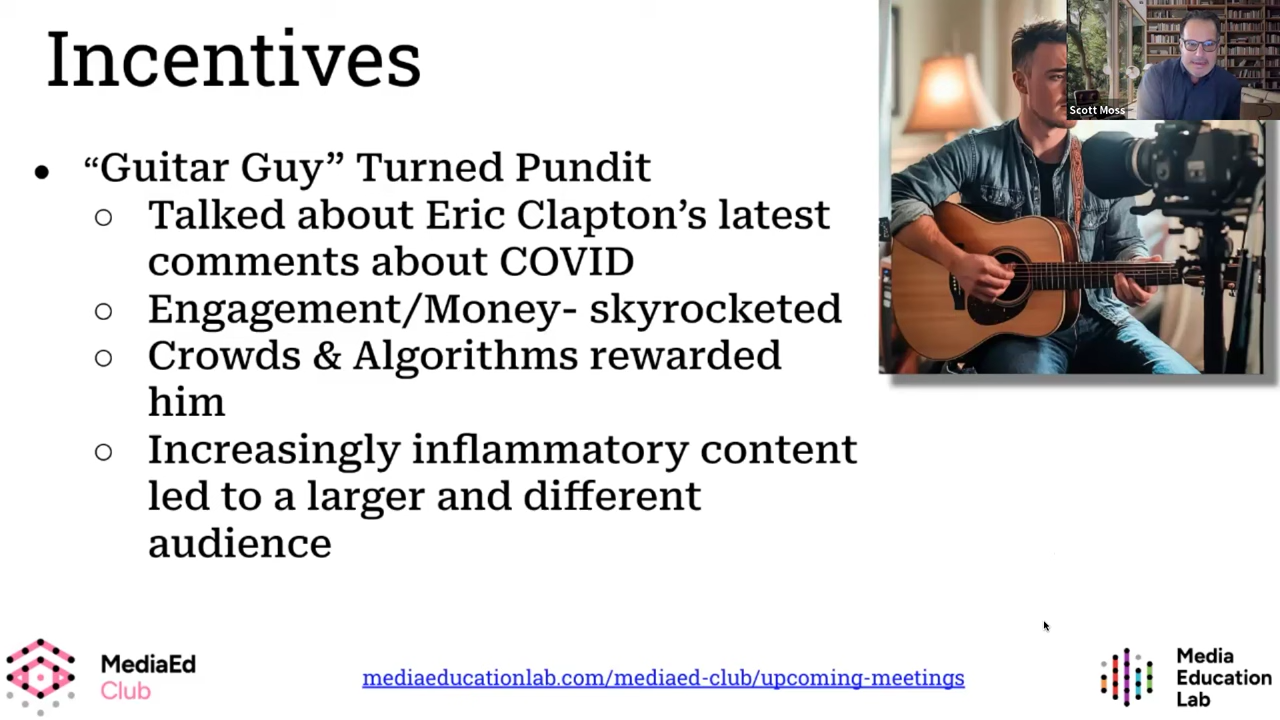 Incentives
Scott Moss
● “Guitar Guy” Turned Pundit
○ Talked about Eric Clapton’s latest
comments about COVID
○ Engagement/Money- skyrocketed
○ Crowds & Algorithms rewarded
him
○ Increasingly inflammatory content
led to a larger and different
audience
MediaEd
Club
mediaeducationlab.com/mediaed-club/upcoming-meetings
Media
Education
Lab